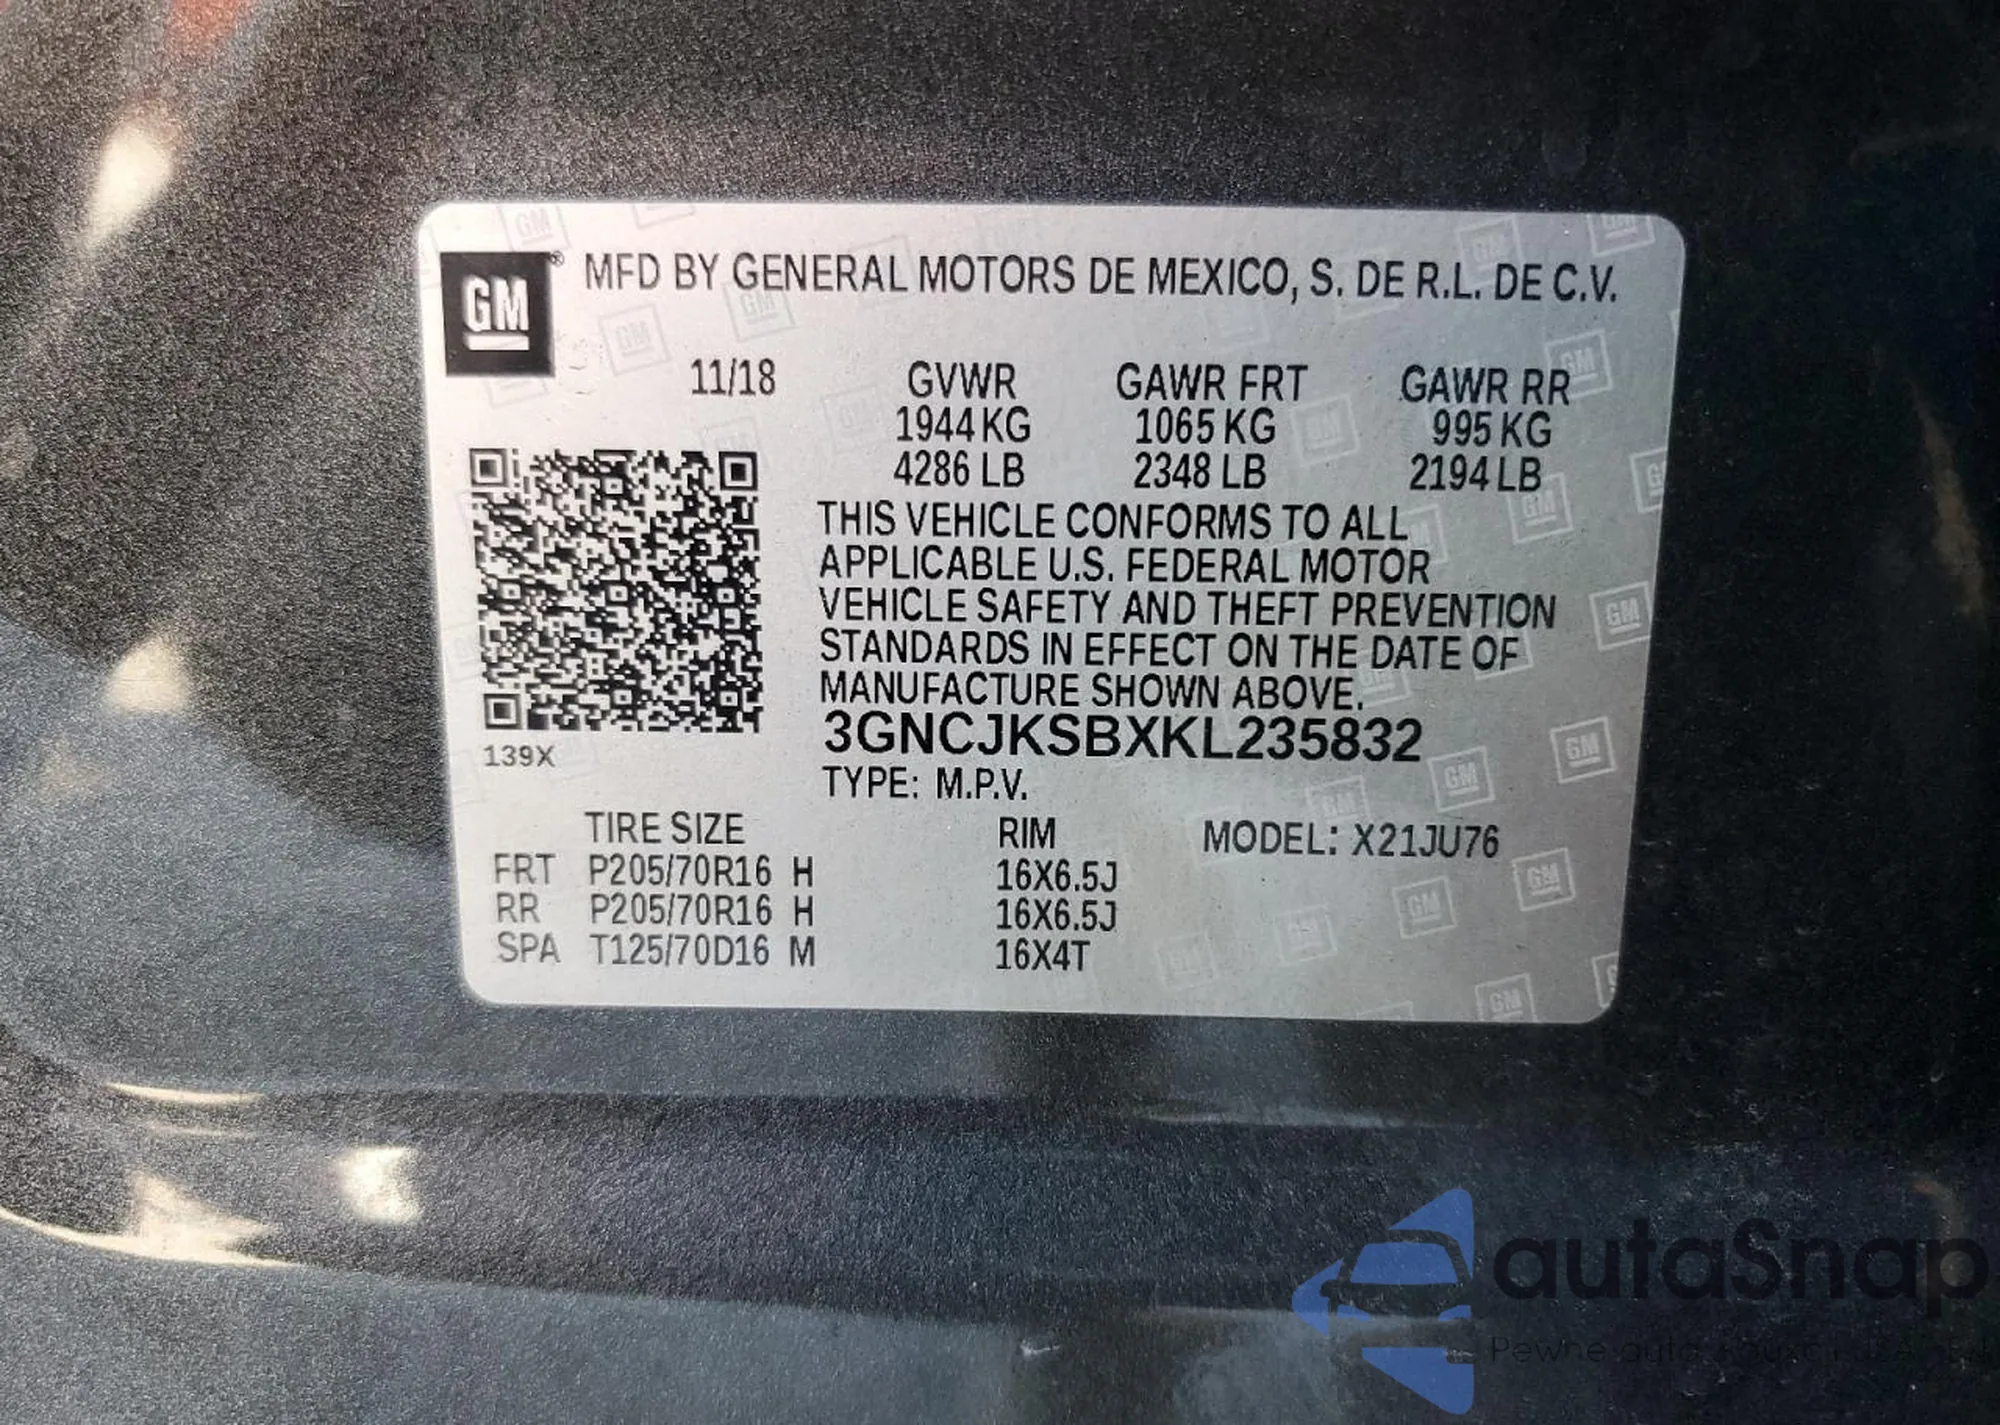 GM ® MFD BY GENERAL MOTORS DE MEXICO, S. DE R.L. DE C.V.
11/18 GVWR GAWR FRT GAWR RR
1944 KG 1065 KG 995 KG
4286 LB 2348 LB 2194 LB
THIS VEHICLE CONFORMS TO ALL
APPLICABLE U.S. FEDERAL MOTOR
VEHICLE SAFETY AND THEFT PREVENTION
STANDARDS IN EFFECT ON THE DATE OF
MANUFACTURE SHOWN ABOVE.
3GNCJKSBXKL235832
139X
TYPE: M.P.V.
TIRE SIZE RIM MODEL: X21JU76
FRT P205/70R16 H 16X6.5J
RR P205/70R16 H 16X6.5J
SPA T125/70D16 M 16X4T
autaSnap
Pewne auto